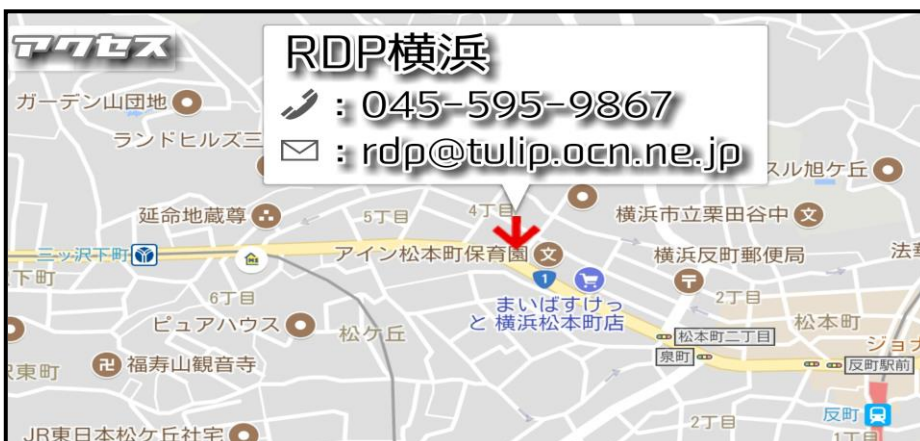 アクセス
RDP横浜
: 045-595-9867
: rdp@tulip.ocn.ne.jp
ガーデン山団地
ランドヒルズ三
スル旭ケ丘
延命地蔵尊
5丁目
4丁目
横浜市立栗田谷中
三ッ沢下町
アイン松本町保育園
横浜反町郵便局
法
下町
6丁目
1
2丁目
まいばすけっ
と 横浜松本町店
ピュアハウス
松ケ丘
松本町二丁目
松本町
泉町
ジョナ
東町
福寿山観音寺
反町駅前
反町
2丁目
1丁目
JR東日本松ケ丘社宅